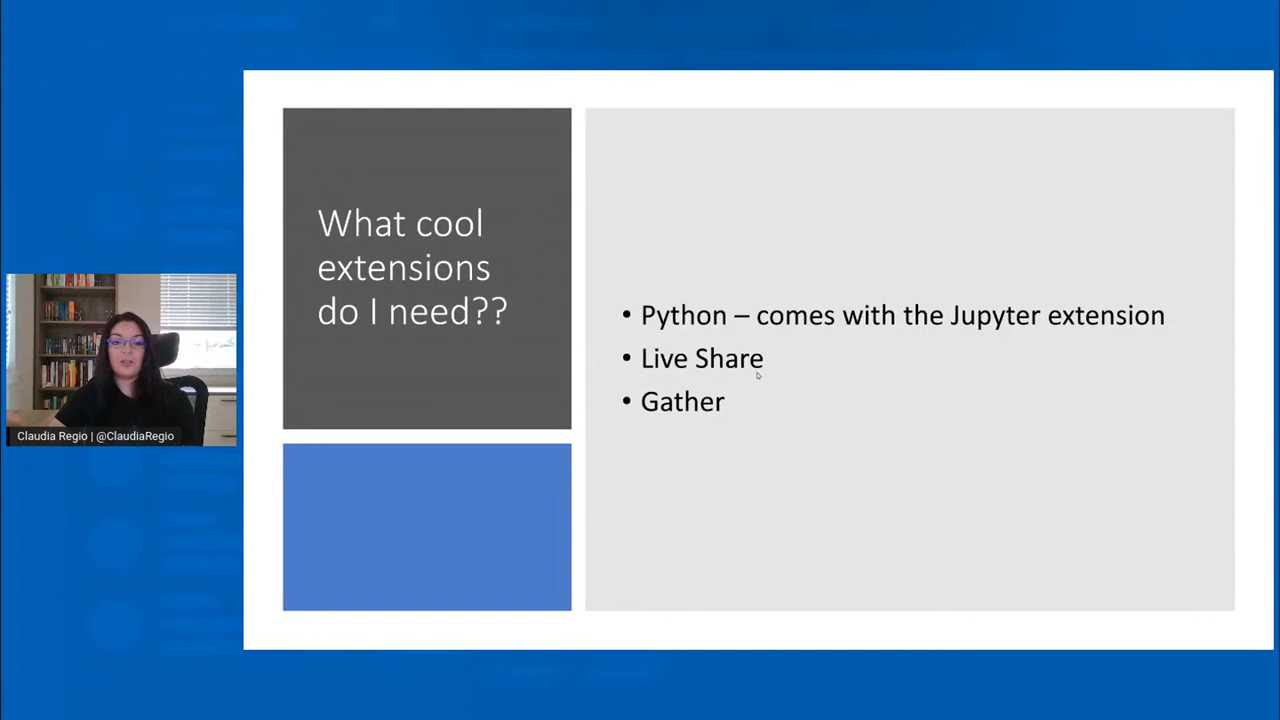 What cool
extensions
do I need??
• Python – comes with the Jupyter extension
• Live Share
• Gather
Claudia Regio | @ClaudiaRegio